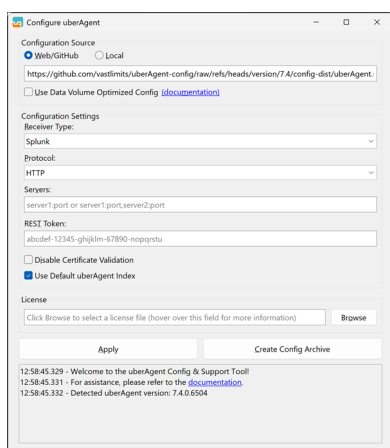 Configure uberAgent
Configuration Source
Web/GitHub Local
https://github.com/vastlimits/uberAgent-config/raw/refs/heads/version/7.4/config-dist/uberAgent.
Use Data Volume Optimized Config (documentation)
Configuration Settings
Receiver Type:
Splunk
Protocol:
HTTP
Servers:
server1:port or server1:port,server2:port
REST Token:
abcdef-12345-ghijklm-67890-nopqrstu
Disable Certificate Validation
Use Default uberAgent Index
License
Click Browse to select a license file (hover over this field for more information) Browse
Apply Create Config Archive
12:58:45.329 - Welcome to the uberAgent Config & Support Tool!
12:58:45.331 - For assistance, please refer to the documentation.
12:58:45.332 - Detected uberAgent version: 7.4.0.6504